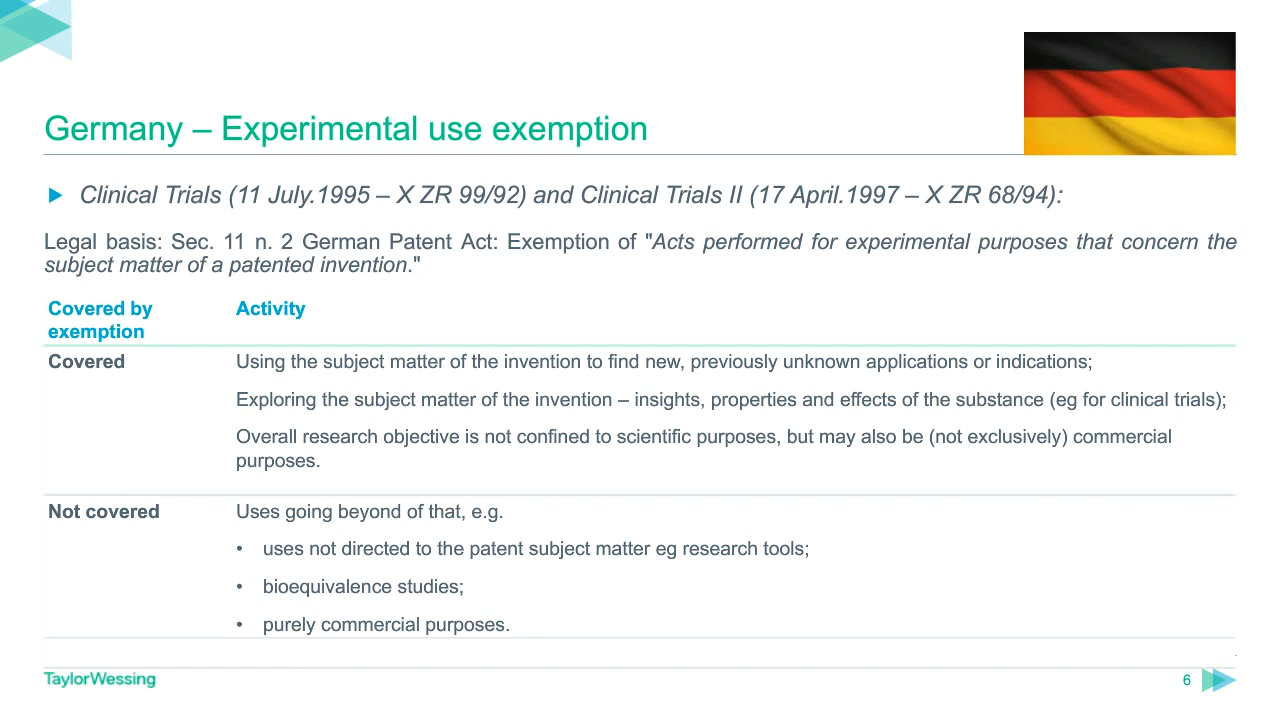 Germany – Experimental use exemption
Clinical Trials (11 July.1995 – X ZR 99/92) and Clinical Trials II (17 April.1997 – X ZR 68/94):
Legal basis: Sec. 11 n. 2 German Patent Act: Exemption of "Acts performed for experimental purposes that concern the
subject matter of a patented invention."
Covered by
exemption
Activity
Covered
Using the subject matter of the invention to find new, previously unknown applications or indications;
Exploring the subject matter of the invention – insights, properties and effects of the substance (eg for clinical trials);
Overall research objective is not confined to scientific purposes, but may also be (not exclusively) commercial
purposes.
Not covered
Uses going beyond of that, e.g.
• uses not directed to the patent subject matter eg research tools;
• bioequivalence studies;
• purely commercial purposes.
TaylorWessing
6